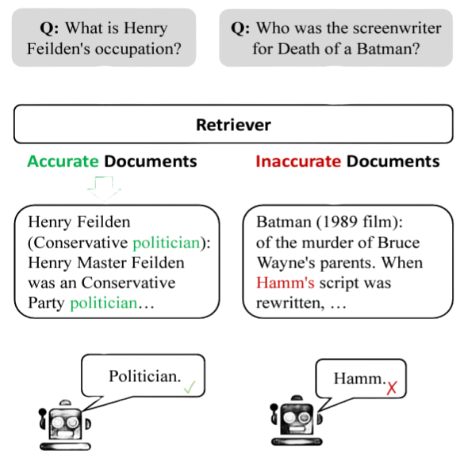 Q: What is Henry
Feilden's occupation?
Q: Who was the screenwriter
for Death of a Batman?
Retriever
Accurate Documents
Inaccurate Documents
Henry Feilden
(Conservative politician):
Henry Master Feilden
was an Conservative
Party politician…
Batman (1989 film):
of the murder of Bruce
Wayne's parents. When
Hamm's script was
rewritten, …
Politician.
Hamm.